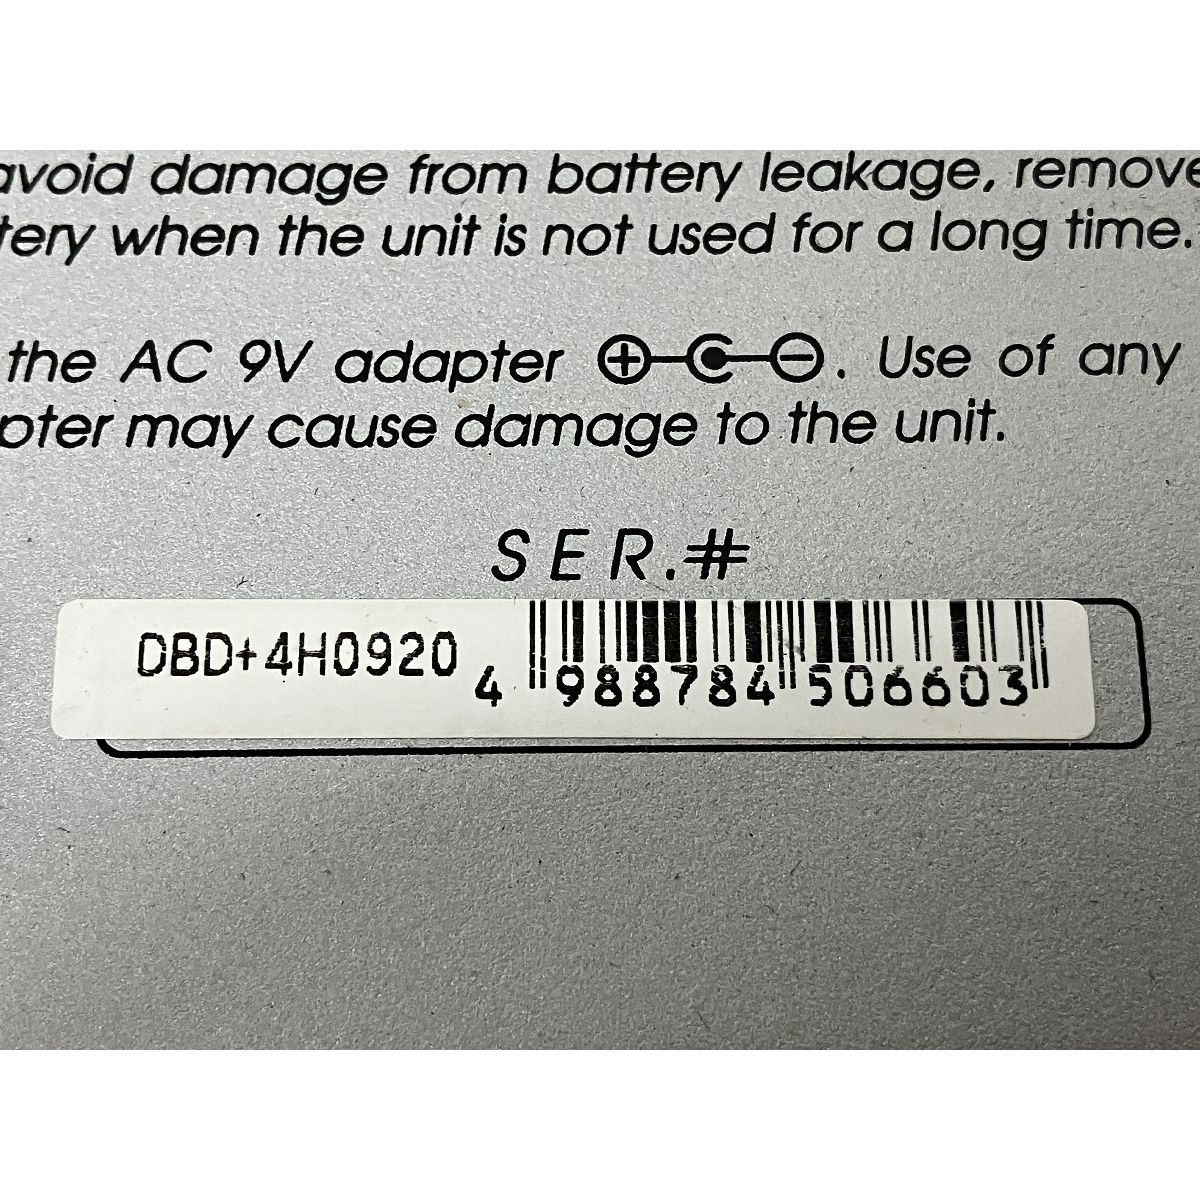 avoid damage from battery leakage, remove
tery when the unit is not used for a long time.
the AC 9V adapter ⊕-C-⊖. Use of any
pter may cause damage to the unit.
SER.#
DBD+4H0920
4 988784 506603